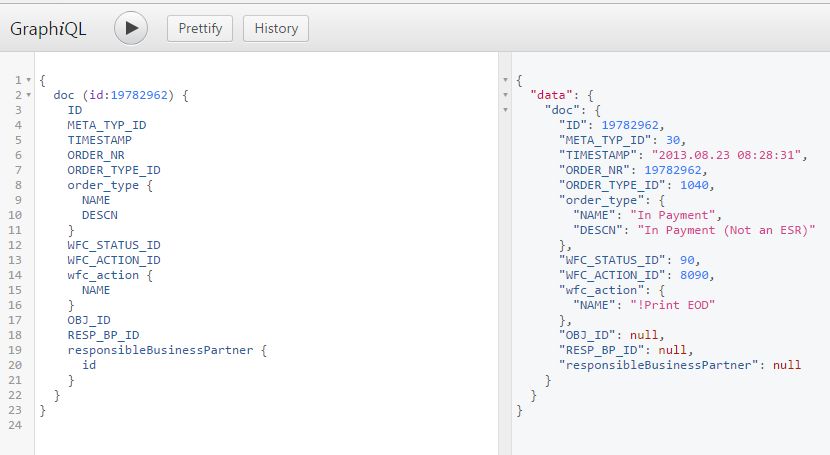 GraphiQL
Prettify
History
1 {
2 doc (id:19782962) {
3 ID
4 META_TYP_ID
5 TIMESTAMP
6 ORDER_NR
7 ORDER_TYPE_ID
8 order_type {
9 NAME
10 DESCN
11 }
12 WFC_STATUS_ID
13 WFC_ACTION_ID
14 wfc_action {
15 NAME
16 }
17 OBJ_ID
18 RESP_BP_ID
19 responsibleBusinessPartner {
20 id
21 }
22 }
23 }
24
{
"data": {
"doc": {
"ID": 19782962,
"META_TYP_ID": 30,
"TIMESTAMP": "2013.08.23 08:28:31",
"ORDER_NR": 19782962,
"ORDER_TYPE_ID": 1040,
"order_type": {
"NAME": "In Payment",
"DESCN": "In Payment (Not an ESR)"
},
"WFC_STATUS_ID": 90,
"WFC_ACTION_ID": 8090,
"wfc_action": {
"NAME": "!Print EOD"
},
"OBJ_ID": null,
"RESP_BP_ID": null,
"responsibleBusinessPartner": null
}
}
}